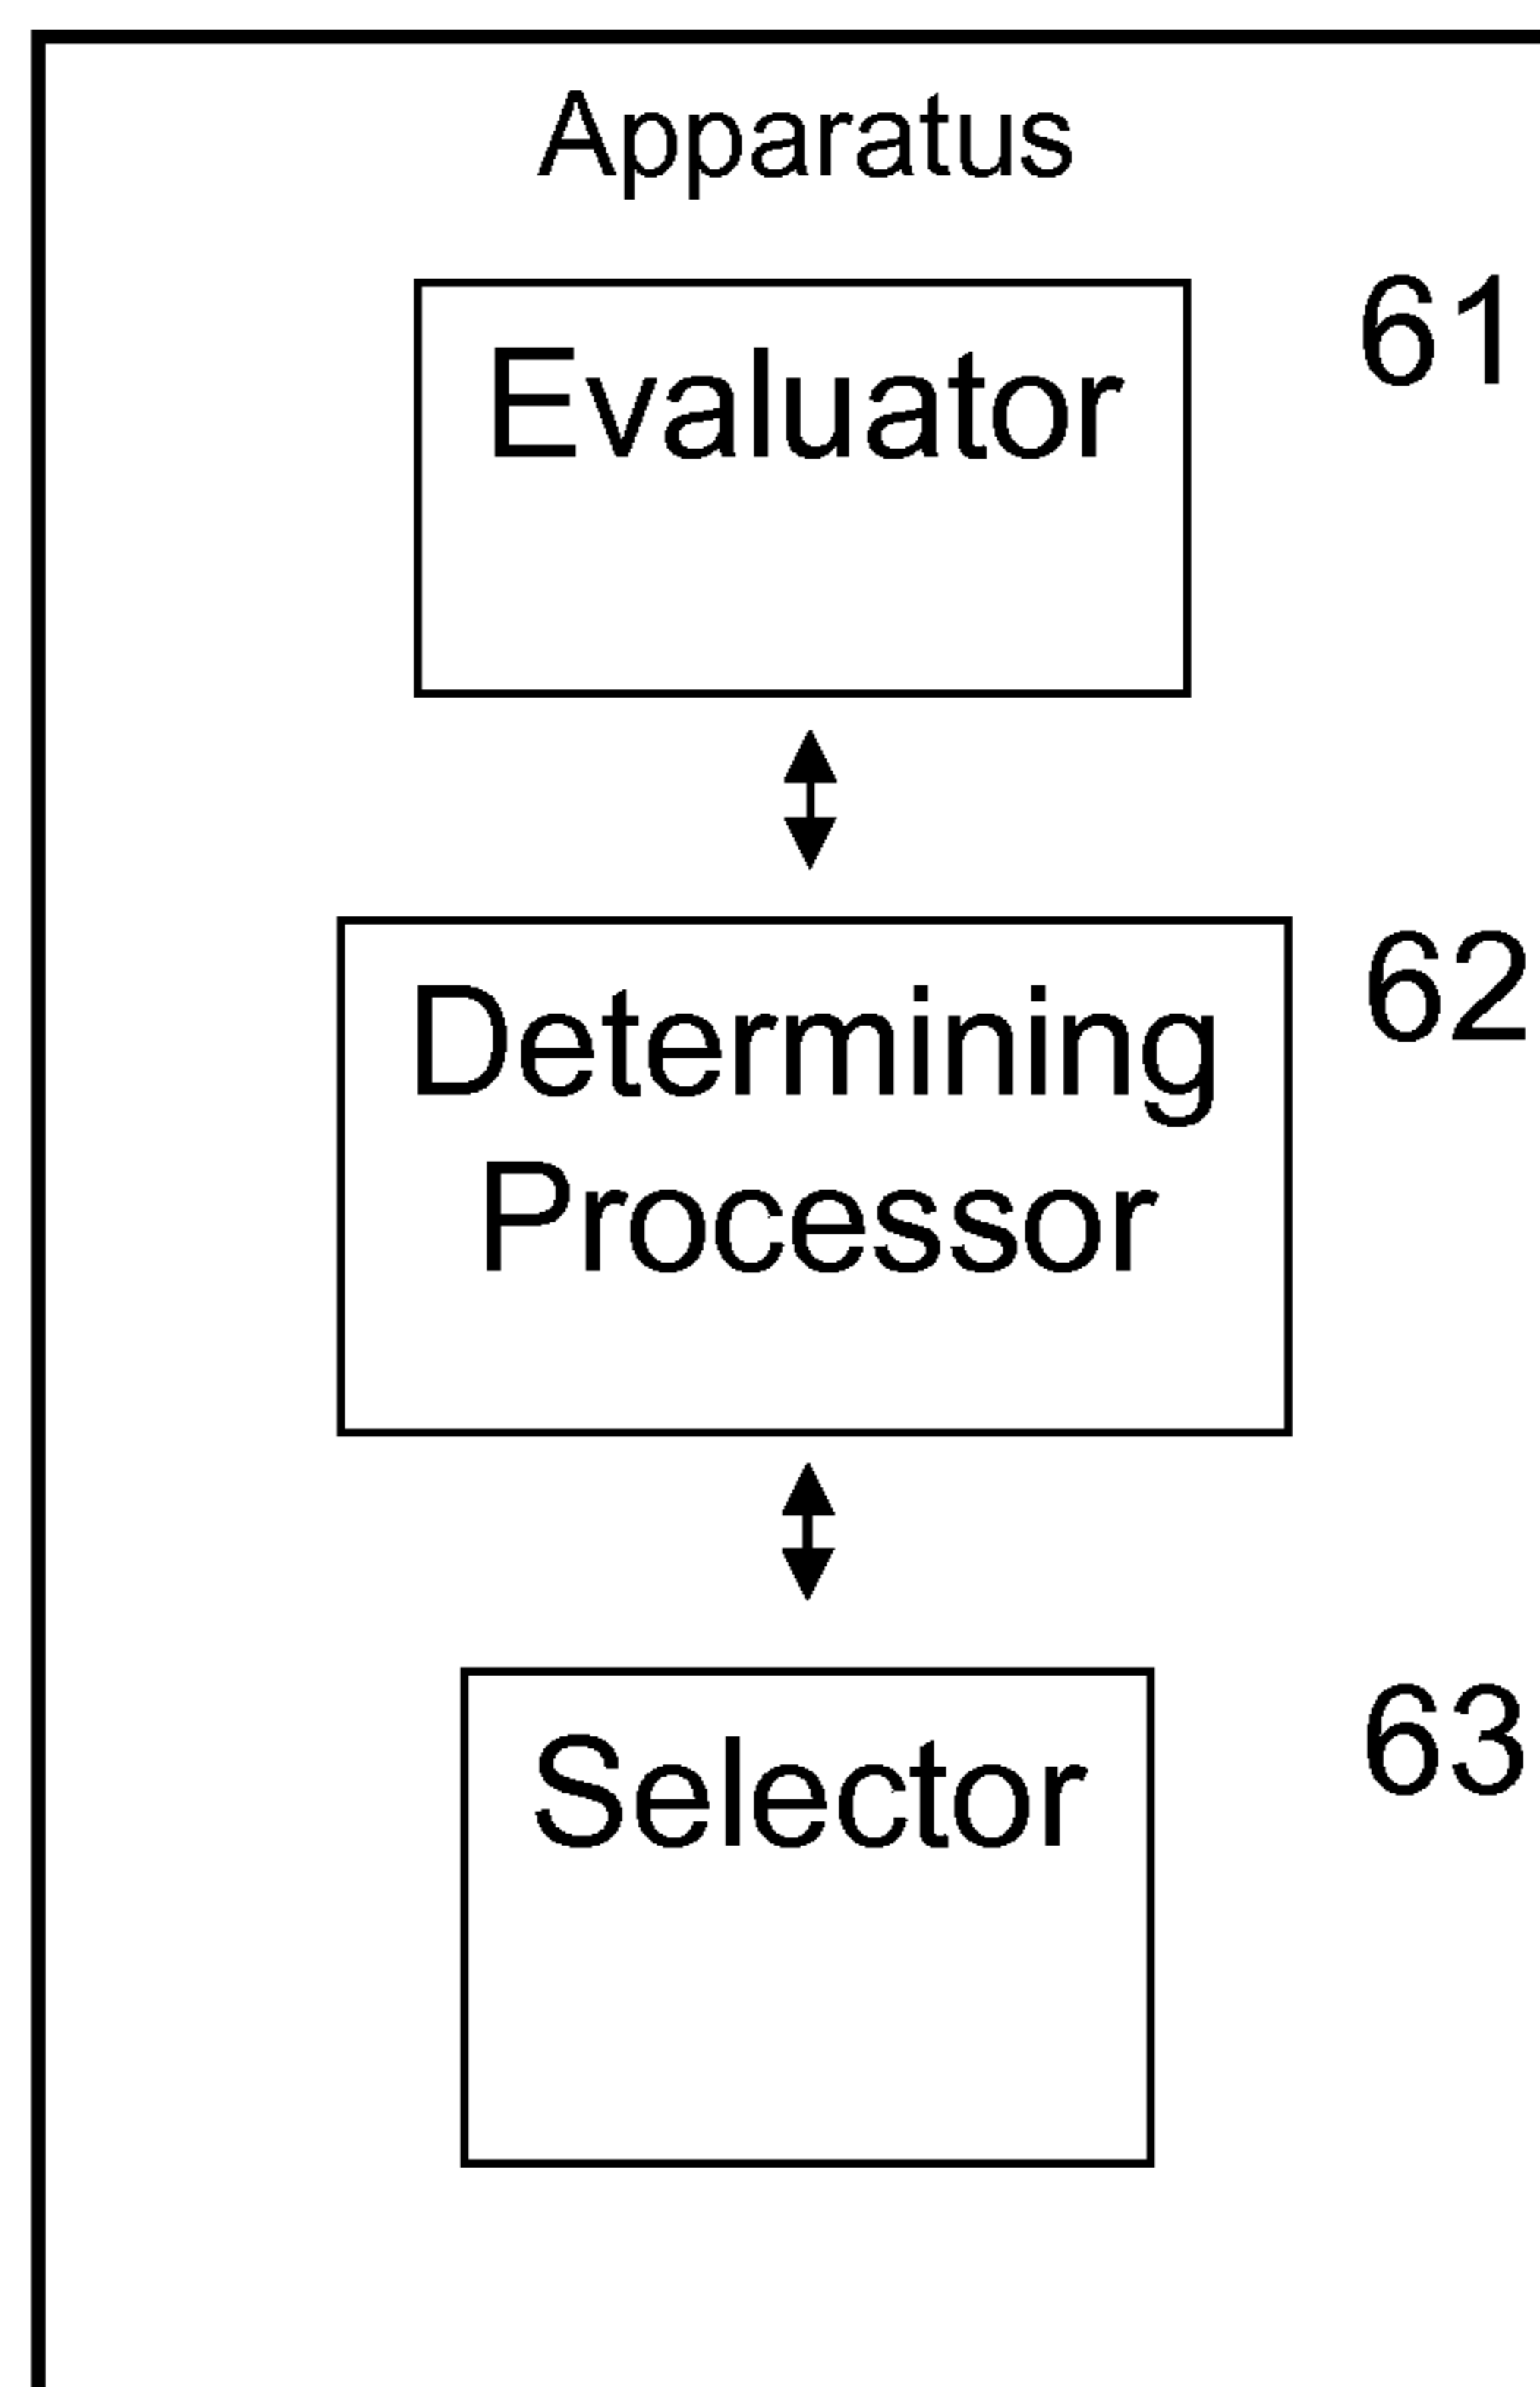 Apparatus
Evaluator
61
Determining
62
Processor
Selector
63